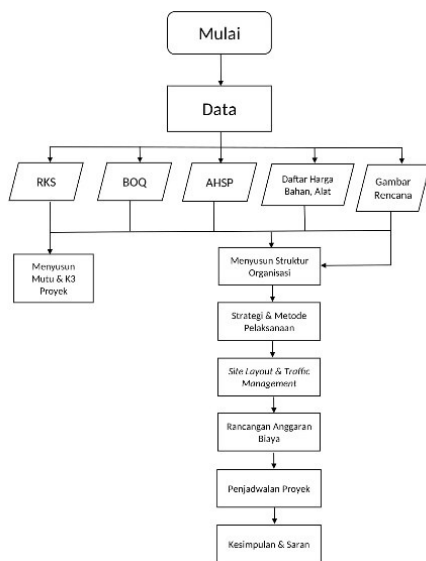 Mulai
Data
RKS
BOQ
AHSP
Daftar Harga
Bahan, Alat
Gambar
Rencana
Menyusun
Mutu & K3
Proyek
Menyusun Struktur
Organisasi
Strategi & Metode
Pelaksanaan
Site Layout & Traffic
Management
Rancangan Anggaran
Biaya
Penjadwalan Proyek
Kesimpulan & Saran